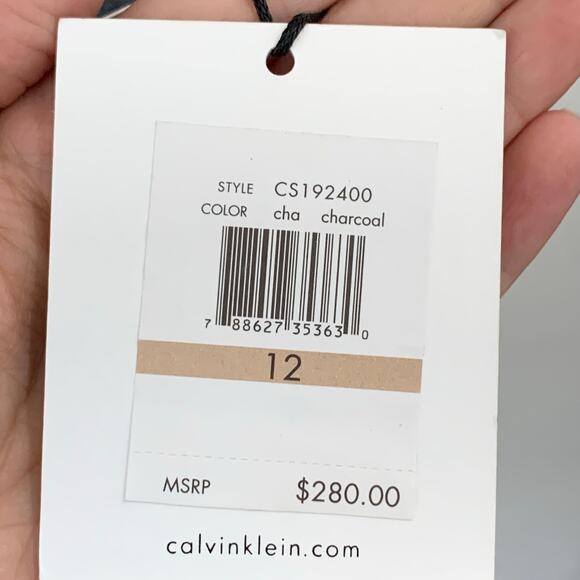 STYLE CS192400
COLOR cha charcoal
7 88627 35363 0
12
MSRP $280.00
calvinklein.com